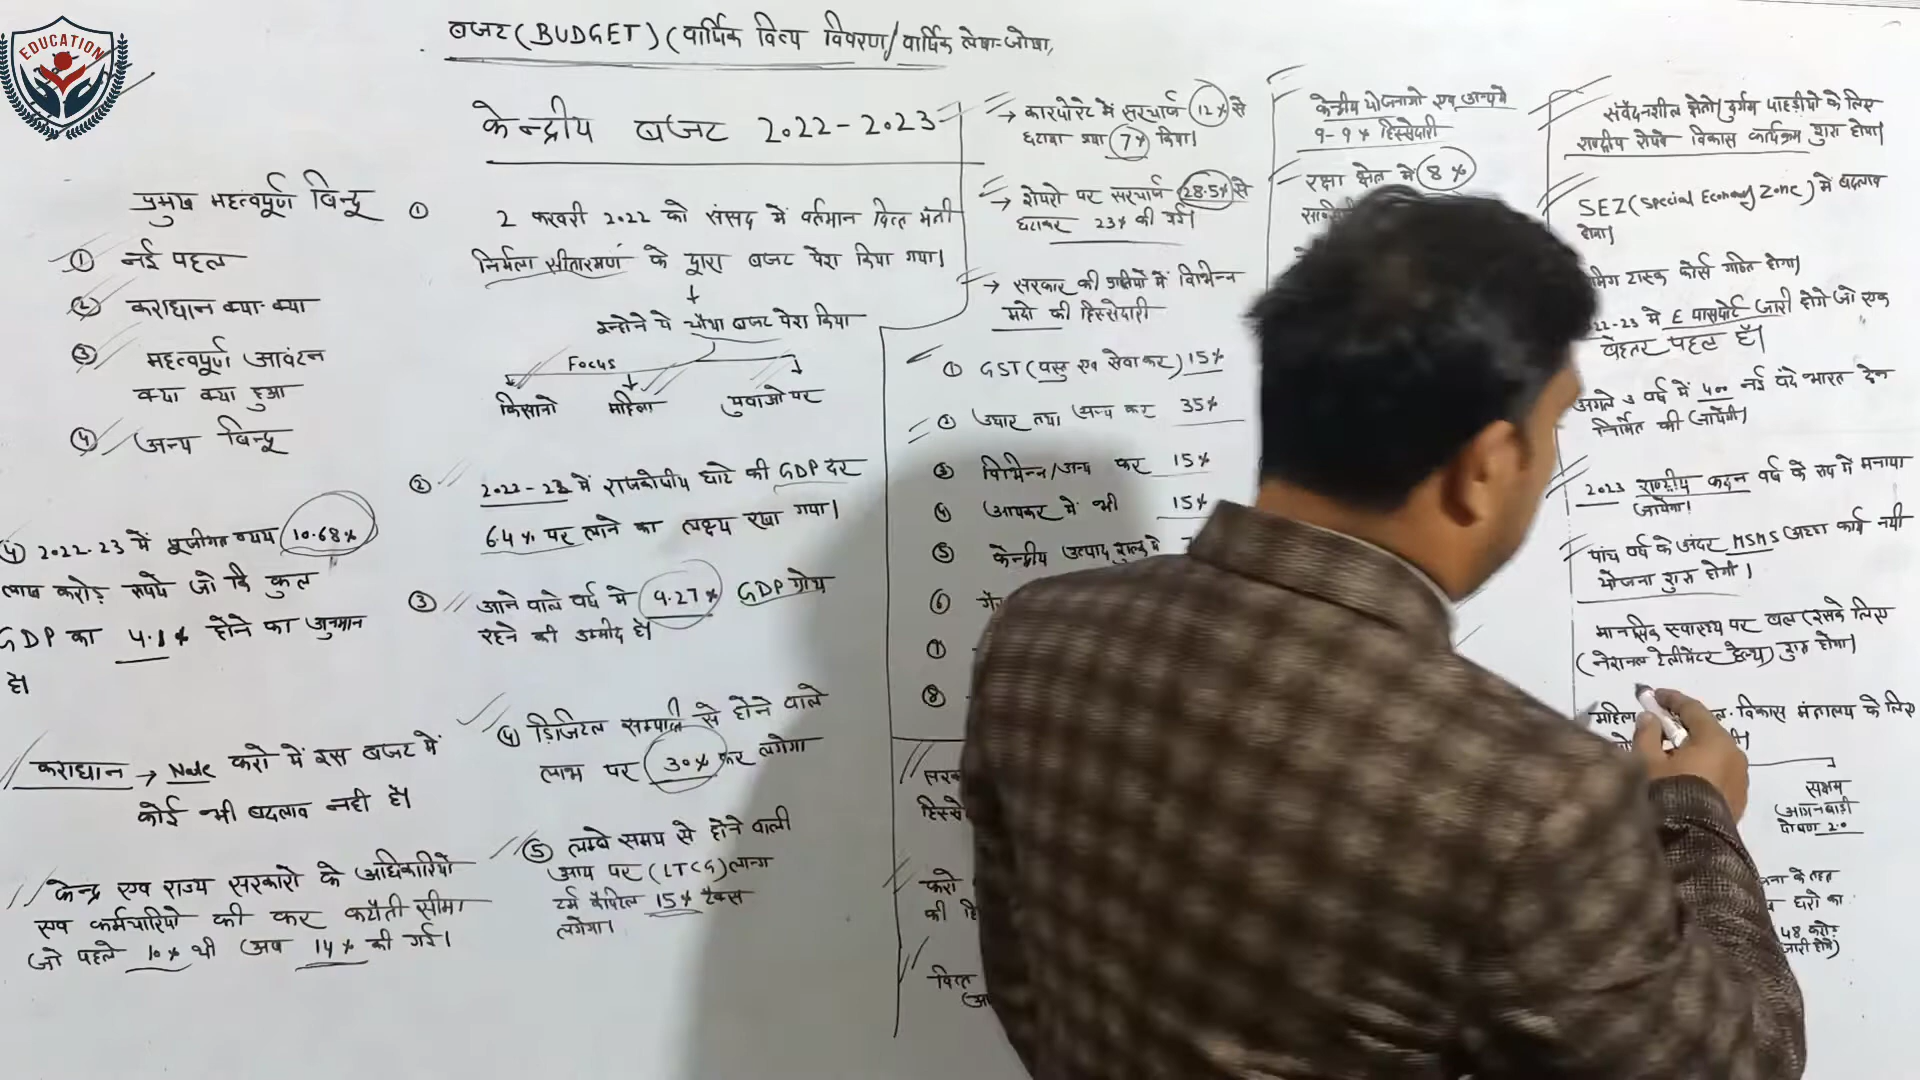 EDUCATION
बजट (BUDGET) (वार्षिक वित्य विवरण/वार्षिक लेखा-जोखा,
केन्द्रीय बजट 2022-2023
प्रमुख महत्वपूर्ण बिन्दू
① नई पहल
② कराधान क्या-क्या
③ महत्वपूर्ण आवंटन
क्या क्या हुआ
④ अन्य बिन्दू
④ 2022-23 में पूंजीगत व्यय 10.68%
लाख करोड़ रूपये जो कि कुल
GDP का 4.1% होने का अनुमान
है।
कराधान → Note करो में इस बजट में
कोई भी बदलाव नही है।
केन्द्र एव राज्य सरकारो के अधिकारियो
एव कर्मचारियो की कर कटौती सीमा
जो पहले 10% थी अब 14% की गई।
① 2 फरवरी 2022 को संसद में वर्तमान वित्त मंत्री
निर्मला सीतारमणं के द्वारा बजट पेश किया गया।
इन्होने ये चौथा बजट पेश किया
Focus
किसानो महिला युवाओ पर
② 2022-23 में राजकोषीय घाटे की GDP दर
6.4% पर लाने का लक्ष्य रखा गया।
③ आने वाले वर्ष मे 9.27% GDP ग्रोथ
रहने की उम्मीद है।
④ डिजिटल सम्पत्ति से होने वाले
लाभ पर 30% कर लगेगा
⑤ लम्बे समय से होने वाली
आय पर (LTCG) लान्ग
टर्म कैपिटल 15% टैक्स
लगेगा।
→ कारपोरेट मे सरचार्ज 12% से
घटाया गया 7% किया।
→ शेयरो पर सरचार्ज 28.5% से
घटाकर 23% की गई।
→ सरकार की प्राप्तियों में विभिन्न
मदो की हिस्सेदारी
① GST (वस्तु एव सेवा कर) 15%
② उधार तथा अन्य कर 35%
③ विभिन्न/अन्य कर 15%
④ आयकर में भी 15%
⑤ केन्द्रीय उत्पाद शुल्क मे
⑥
⑦
⑧
हिस्से
करो
की हि
वित्त
केन्द्रीय योजनाओ एव अन्य मे
9-9% हिस्सेदारी
रक्षा क्षेत्र में 8%
संवेदनशील क्षेत्रो/दुर्गम पहाड़ीयो के लिए
राष्ट्रीय रोपवे विकास कार्यक्रम शुरु होगा।
SEZ (Special Economy Zone) में बदलाव
होगा।
मिंग टास्क फोर्स गठित होगा।
22-23 में E पासपोर्ट जारी होंगे जो एक
बेहतर पहल है।
अगले 3 वर्ष में 400 नई वंदे भारत ट्रेन
निर्मित की जायेगी।
2023 राष्ट्रीय कदन वर्ष के रूप मे मनाया
जायेगा।
पांच वर्ष के अंदर MSMS कार्य नयी
योजना शुरु होगी।
मानसिक स्वास्थ्य पर बल (इसके लिए
(नेशनल टेलीमेंटर हेल्थ) शुरु होगा।
महिला विकास मंत्रालय के लिए
सक्षम
आंगनबाड़ी
पोषण 2.0
जना के तहत
घरो का
48 करोड़
जारी होंगे)